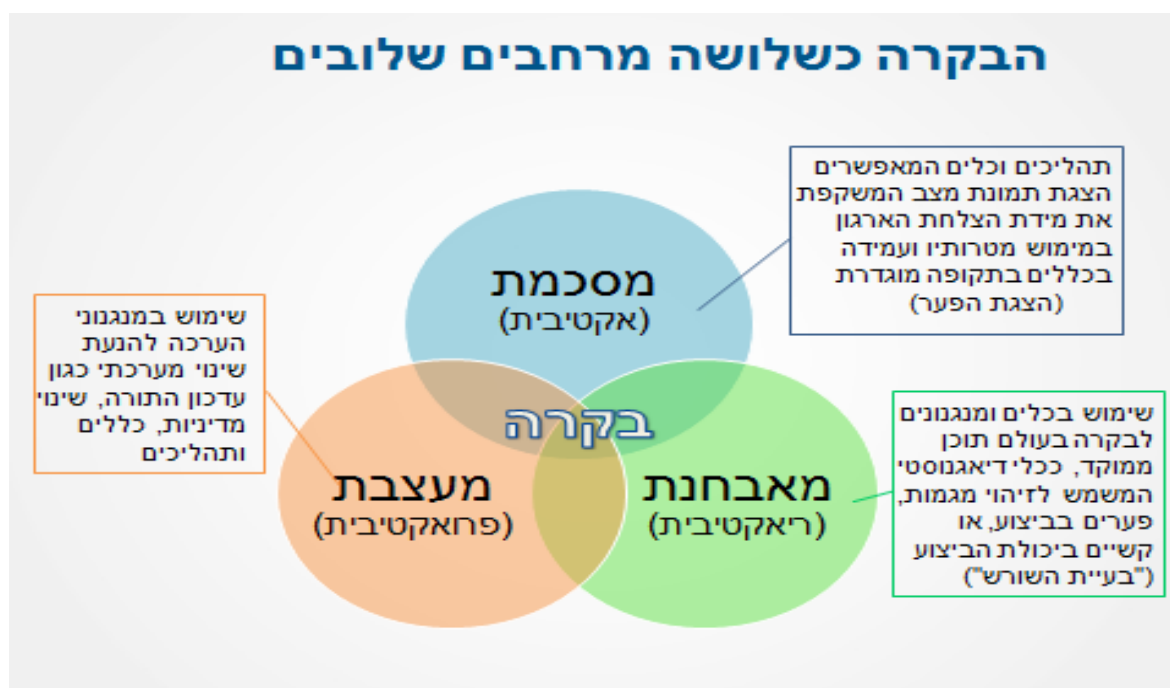 הבקרה כשלושה מרחבים שלובים
תהליכים וכלים המאפשרים
הצגת תמונת מצב המשקפת
את מידת הצלחת הארגון
במימוש מטרותיו ועמידה
בכללים בתקופה מוגדרת
(הצגת הפער)
מסכמת
(אקטיבית)
שימוש במנגנוני
הערכה להנעת
שינוי מערכתי כגון
עדכון התורה, שינוי
מדיניות, כללים
ותהליכים
בקרה
שימוש בכלים ומנגנונים
לבקרה בעולם תוכן
ממוקד, ככלי דיאגנוסטי
המשמש לזיהוי מגמות,
פערים בביצוע, או
קשיים ביכולת הביצוע
("בעיית השורש")
מאבחנת
(ריאקטיבית)
מעצבת
(פרואקטיבית)